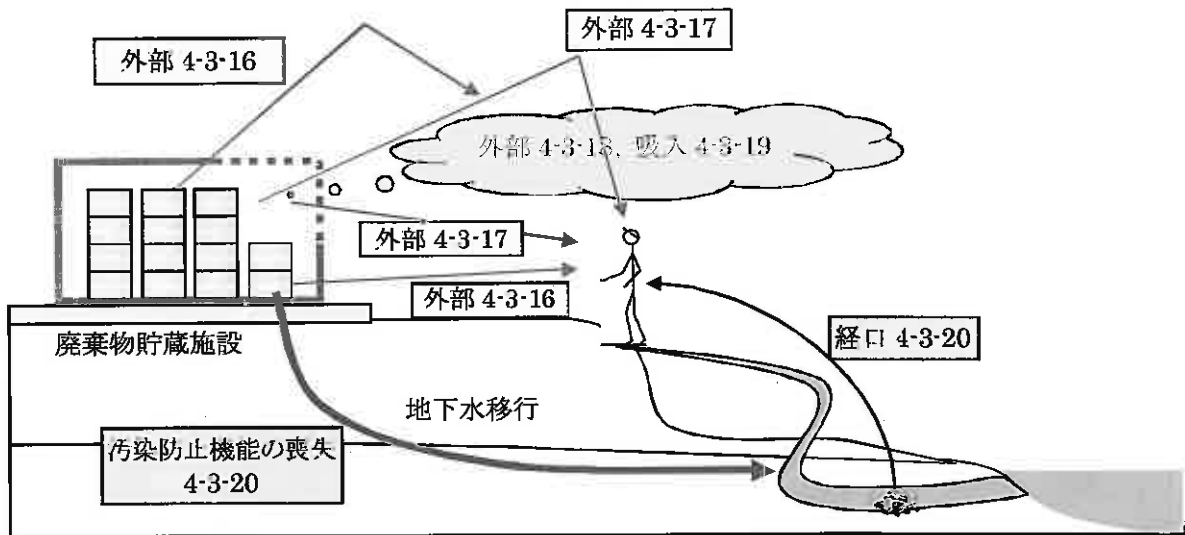 外部 4-3-16
外部 4-3-17
外部 4-3-18, 吸入 4-3-19
外部 4-3-17
外部 4-3-16
廃棄物貯蔵施設
経口 4-3-20
地下水移行
汚染防止機能の喪失
4-3-20